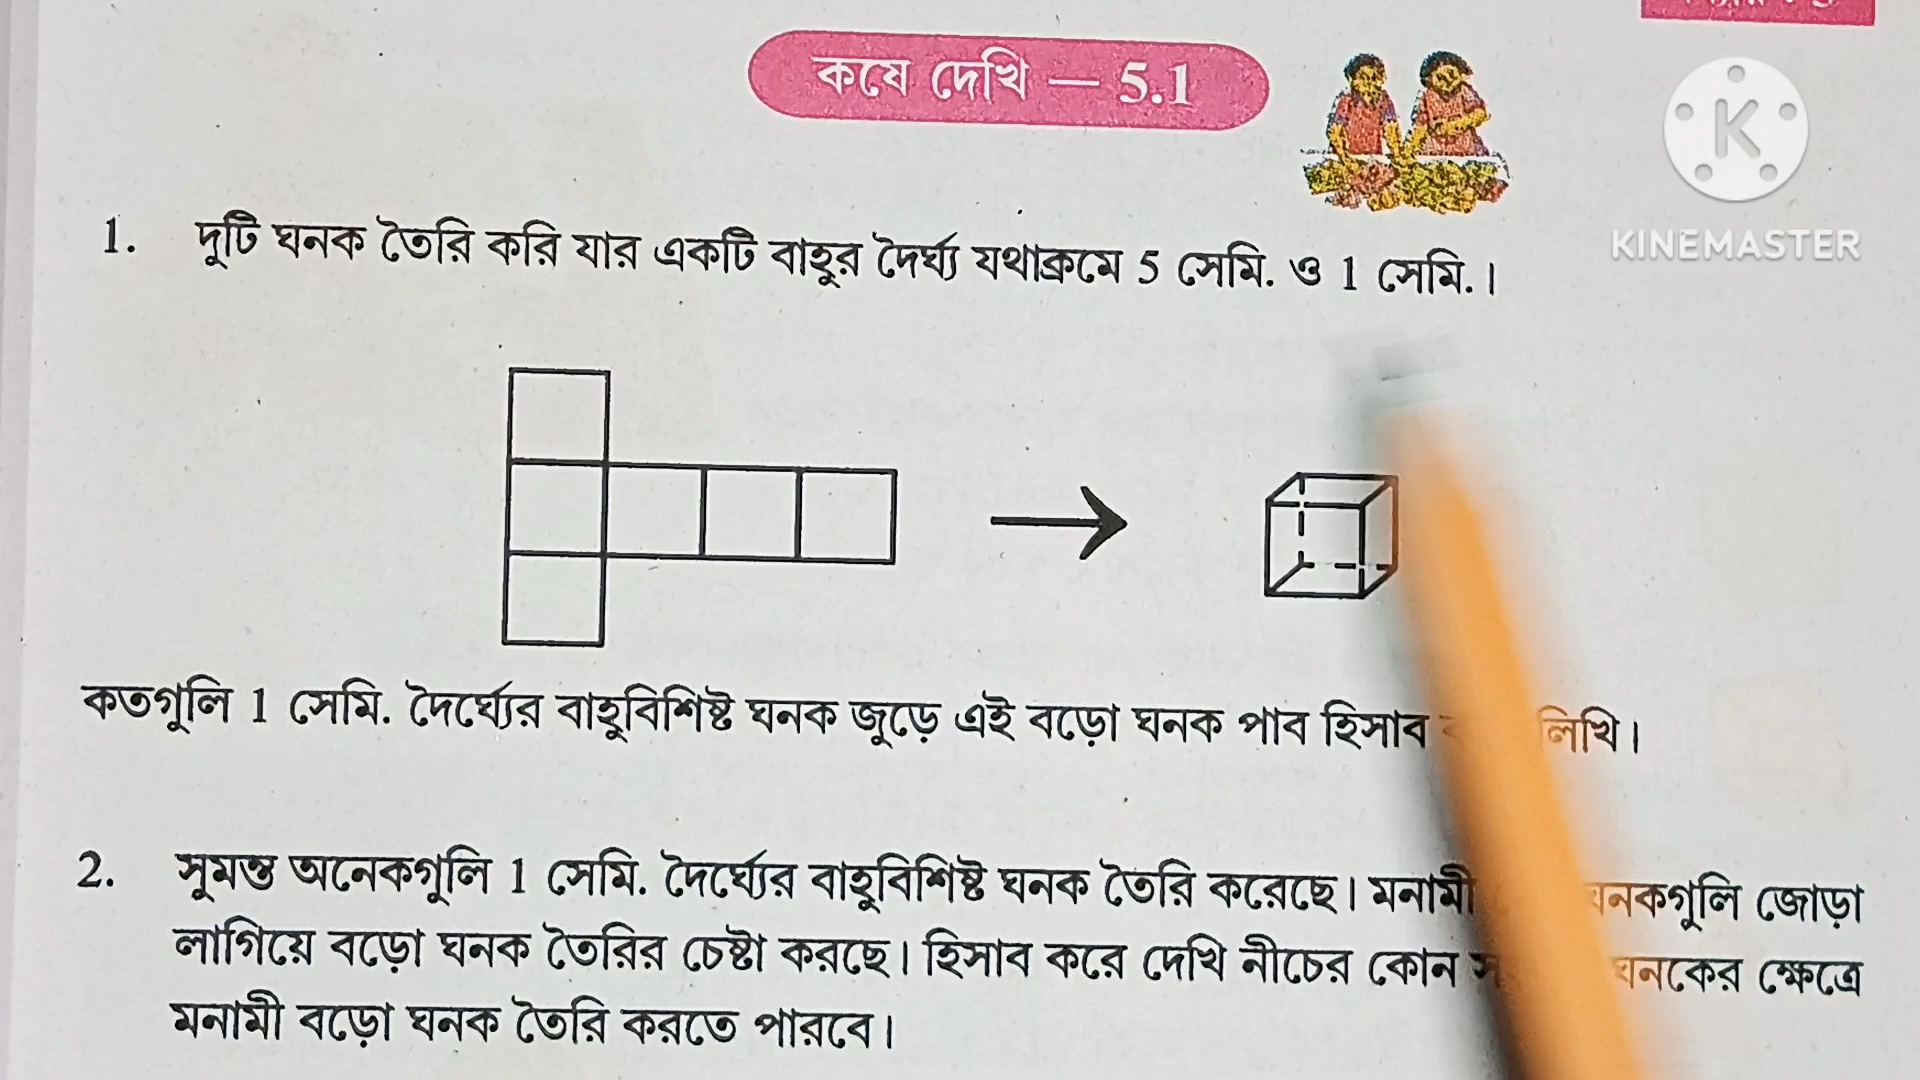 কষে দেখি — 5.1
K
KINEMASTER
1. দুটি ঘনক তৈরি করি যার একটি বাহুর দৈর্ঘ্য যথাক্রমে 5 সেমি. ও 1 সেমি.।
কতগুলি 1 সেমি. দৈর্ঘ্যের বাহুবিশিষ্ট ঘনক জুড়ে এই বড়ো ঘনক পাব হিসাব লিখি।
2. সুমন্ত অনেকগুলি 1 সেমি. দৈর্ঘ্যের বাহুবিশিষ্ট ঘনক তৈরি করেছে। মনামী ঘনকগুলি জোড়া
লাগিয়ে বড়ো ঘনক তৈরির চেষ্টা করছে। হিসাব করে দেখি নীচের কোন ঘনকের ক্ষেত্রে
মনামী বড়ো ঘনক তৈরি করতে পারবে।